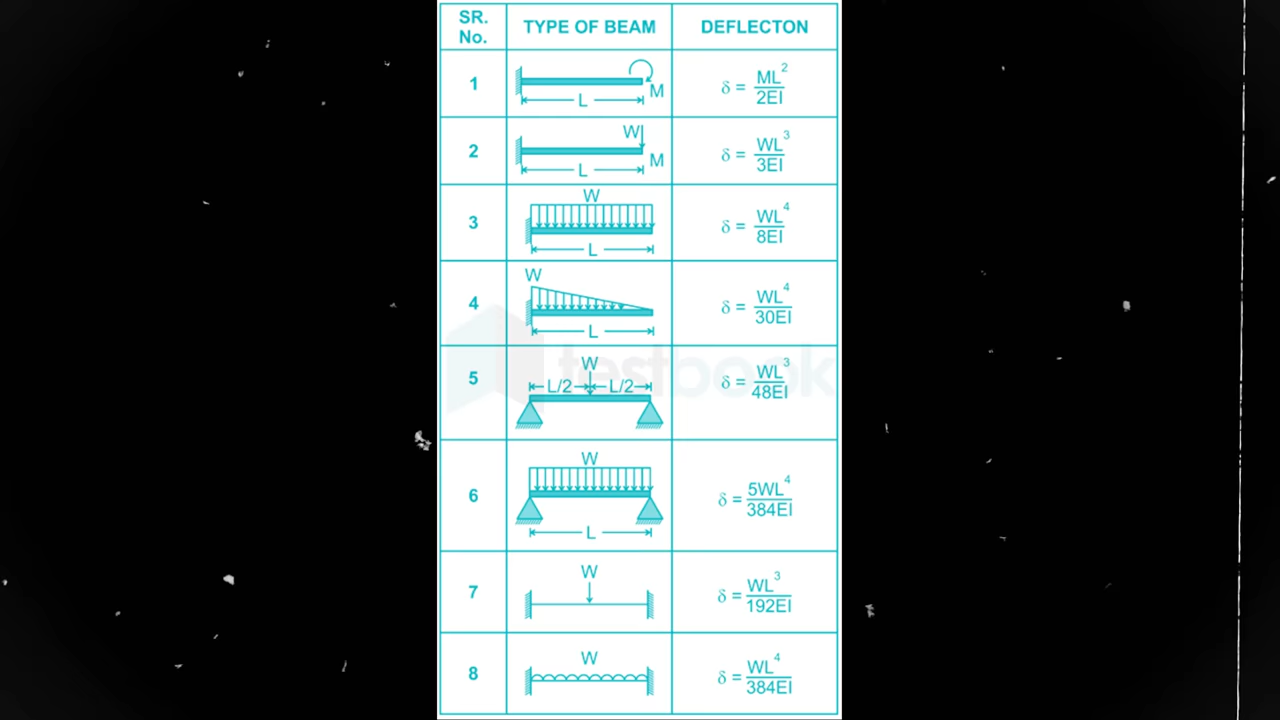 SR. No. TYPE OF BEAM DEFLECTON
1 M L δ = ML²/2EI
2 W M L δ = WL³/3EI
3 W L δ = WL⁴/8EI
4 W L δ = WL⁴/30EI
5 W L/2 L/2 δ = WL³/48EI
6 W L δ = 5WL⁴/384EI
7 W δ = WL³/192EI
8 W δ = WL⁴/384EI
testbook